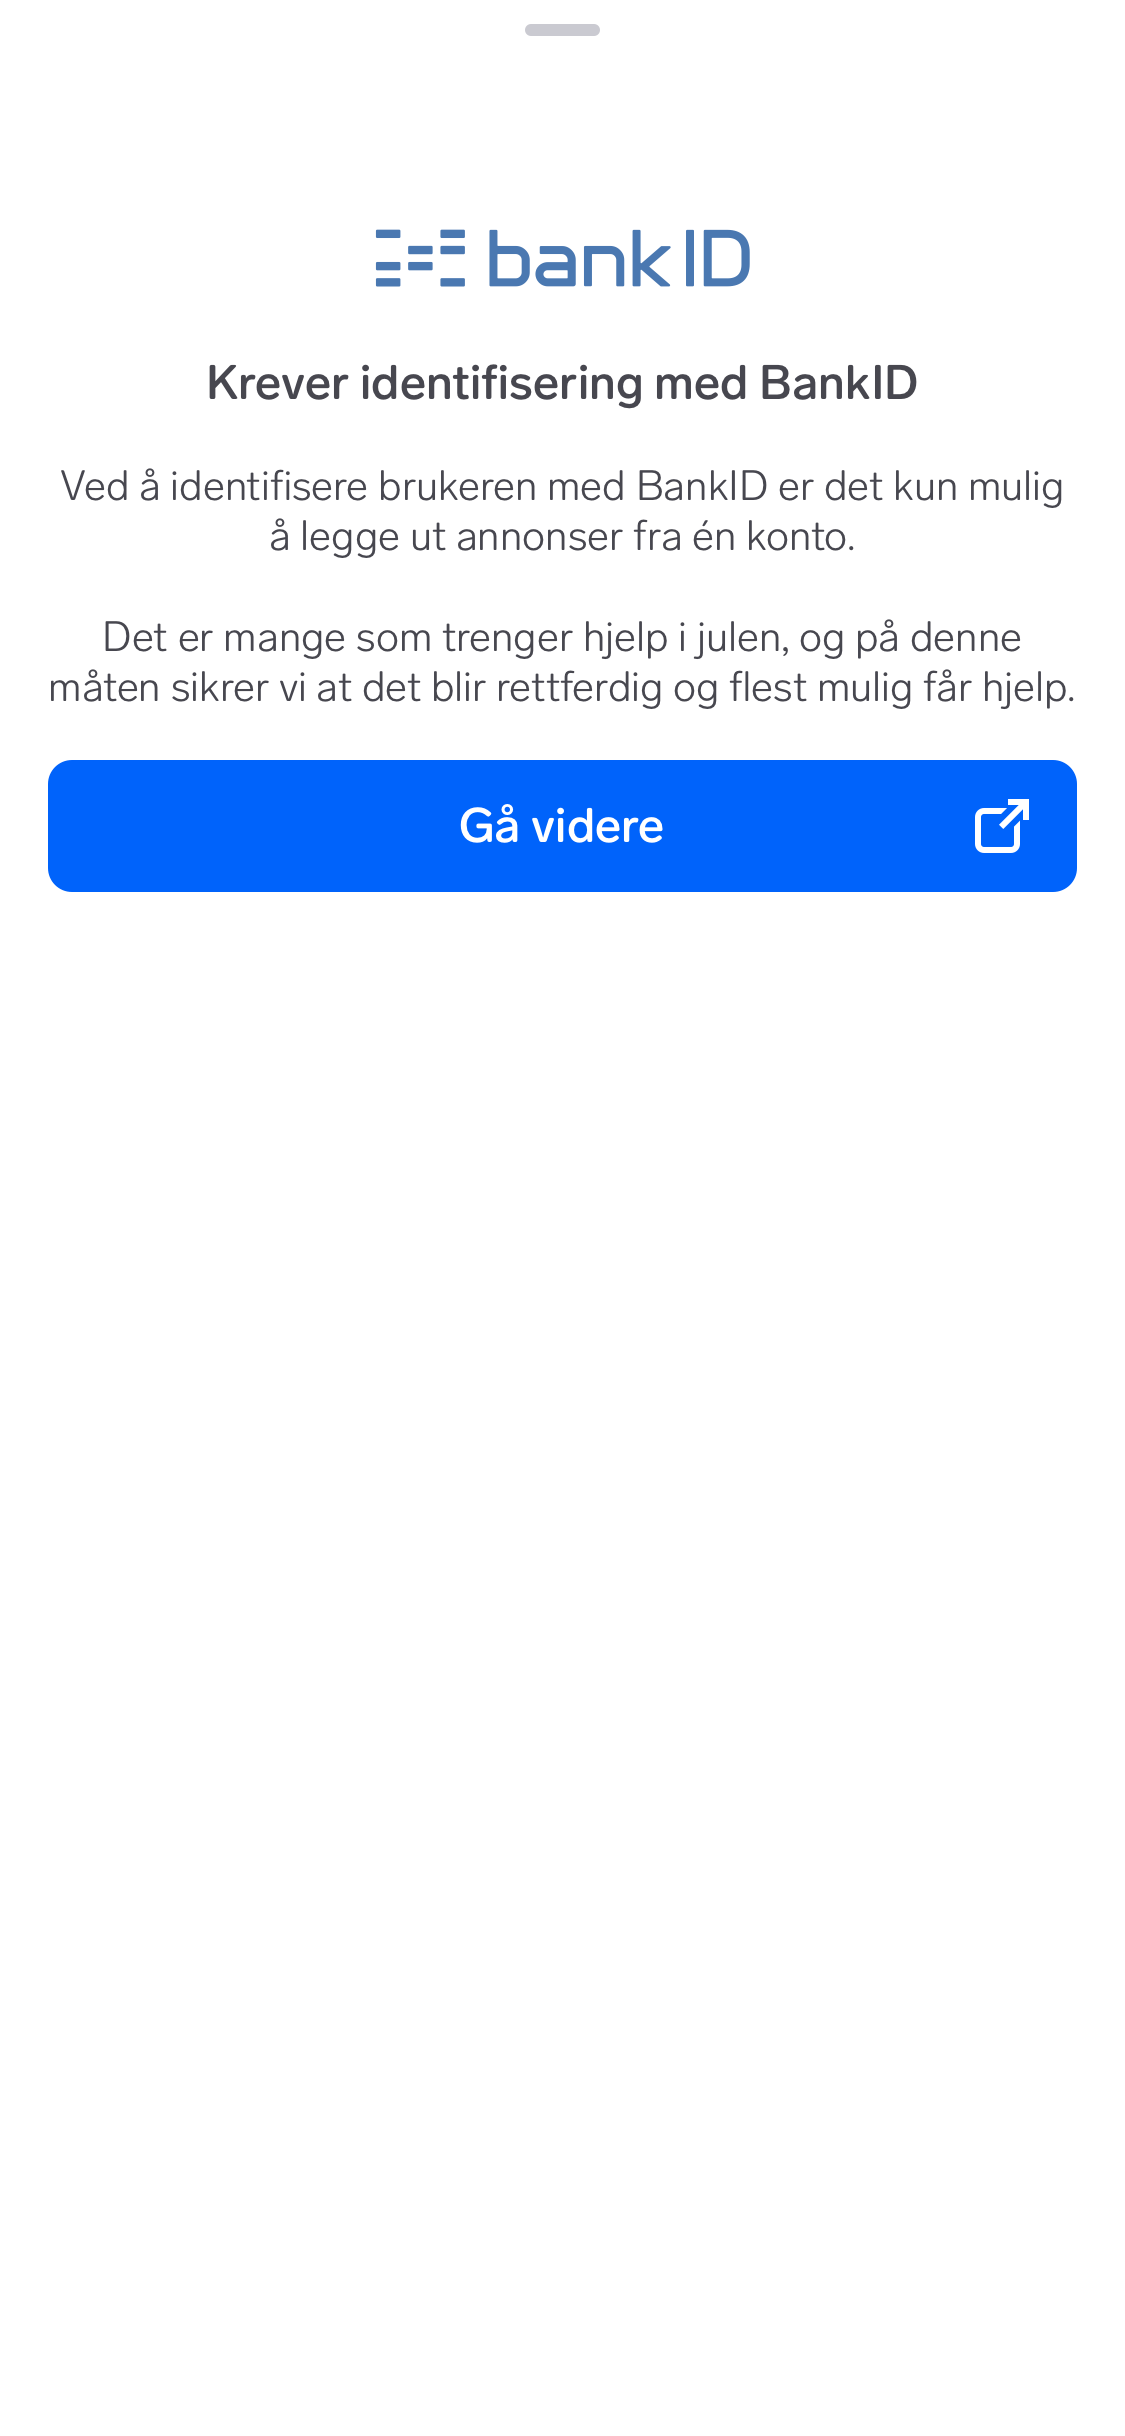 bankID
Krever identifisering med BankID
Ved å identifisere brukeren med BankID er det kun mulig
å legge ut annonser fra én konto.
Det er mange som trenger hjelp i julen, og på denne
måten sikrer vi at det blir rettferdig og flest mulig får hjelp.
Gå videre